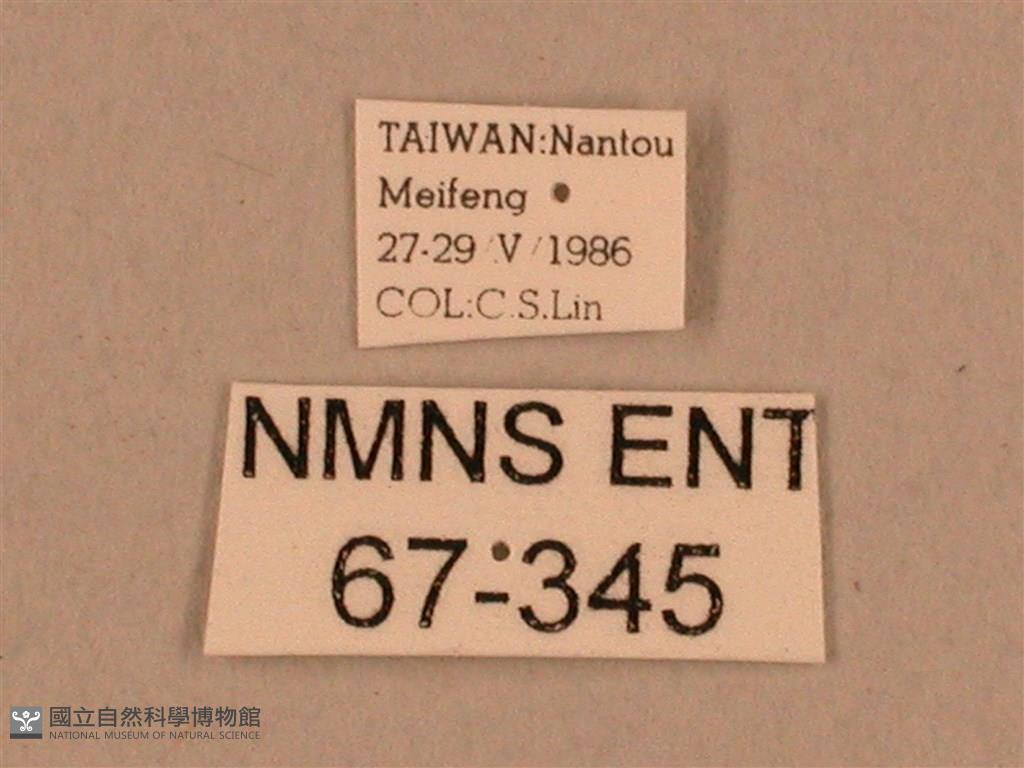 TAIWAN:Nantou
Meifeng
27-29/V/1986
COL:C.S.Lin
NMNS ENT
67-345
國立自然科學博物館
NATIONAL MUSEUM OF NATURAL SCIENCE